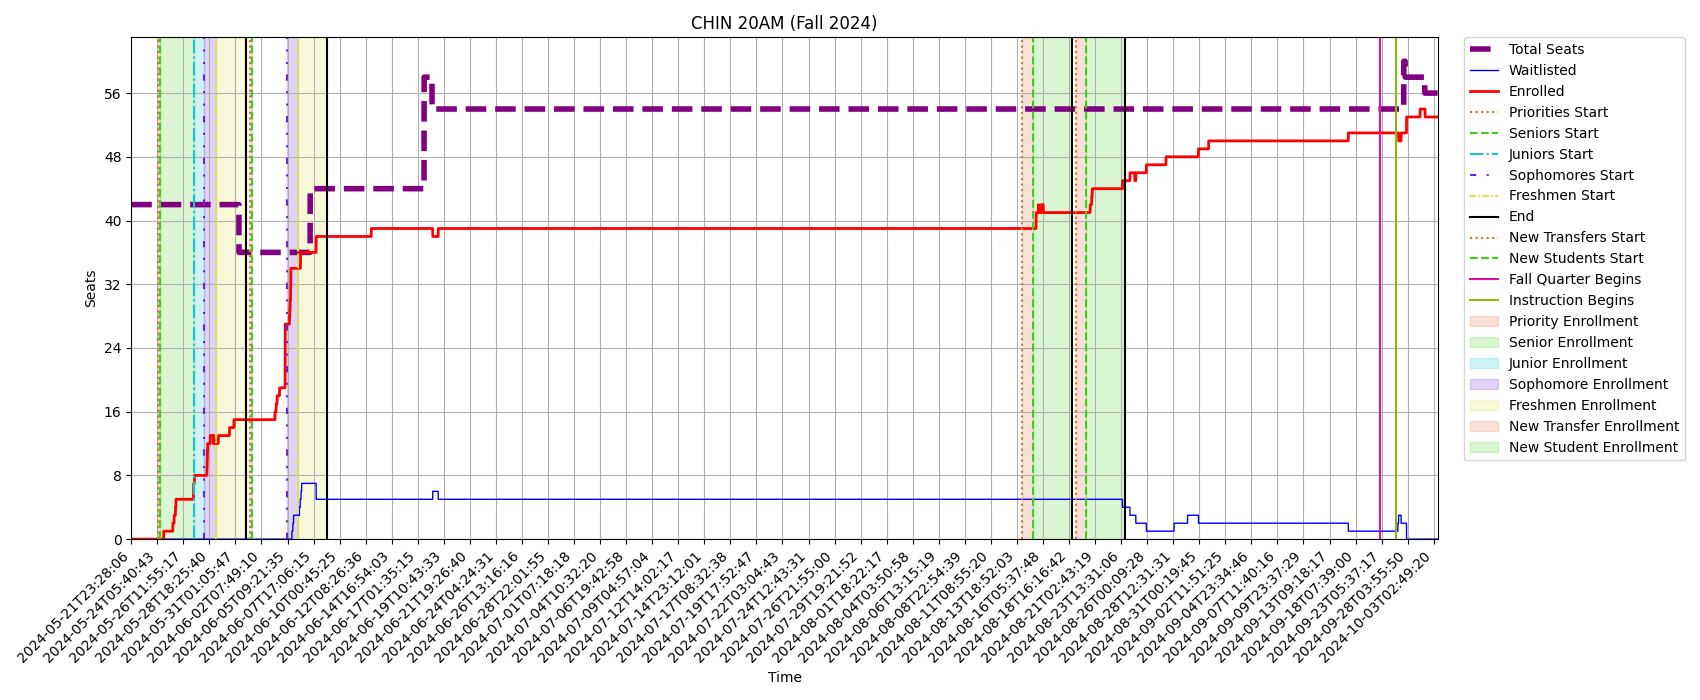 CHIN 20AM (Fall 2024)
Seats
56
48
40
32
24
16
8
0
2024-05-21T23:28:06
2024-05-24T05:40:43
2024-05-26T11:55:17
2024-05-28T18:25:40
2024-05-31T01:05:47
2024-06-02T07:49:10
2024-06-05T09:21:35
2024-06-07T17:06:15
2024-06-10T00:45:25
2024-06-12T08:26:36
2024-06-14T16:54:03
2024-06-17T01:35:15
2024-06-19T10:43:33
2024-06-21T19:26:40
2024-06-24T04:24:31
2024-06-26T13:16:16
2024-06-28T22:01:55
2024-07-01T07:18:18
2024-07-04T10:32:20
2024-07-06T19:42:58
2024-07-09T04:57:04
2024-07-12T14:02:17
2024-07-14T23:12:01
2024-07-17T08:32:38
2024-07-19T17:52:47
2024-07-22T03:04:43
2024-07-24T12:43:31
2024-07-26T21:55:00
2024-07-29T19:21:52
2024-08-01T18:22:17
2024-08-04T03:50:58
2024-08-06T13:15:19
2024-08-08T22:54:39
2024-08-11T08:55:20
2024-08-13T18:52:03
2024-08-16T05:37:48
2024-08-18T16:16:42
2024-08-21T02:43:19
2024-08-23T13:31:06
2024-08-26T00:09:28
2024-08-28T12:31:31
2024-08-31T00:19:45
2024-09-02T11:51:25
2024-09-04T23:34:46
2024-09-07T11:40:16
2024-09-09T23:37:29
2024-09-13T09:18:17
2024-09-18T07:39:00
2024-09-23T05:37:17
2024-09-28T03:55:50
2024-10-03T02:49:20
Time
Total Seats
Waitlisted
Enrolled
Priorities Start
Seniors Start
Juniors Start
Sophomores Start
Freshmen Start
End
New Transfers Start
New Students Start
Fall Quarter Begins
Instruction Begins
Priority Enrollment
Senior Enrollment
Junior Enrollment
Sophomore Enrollment
Freshmen Enrollment
New Transfer Enrollment
New Student Enrollment